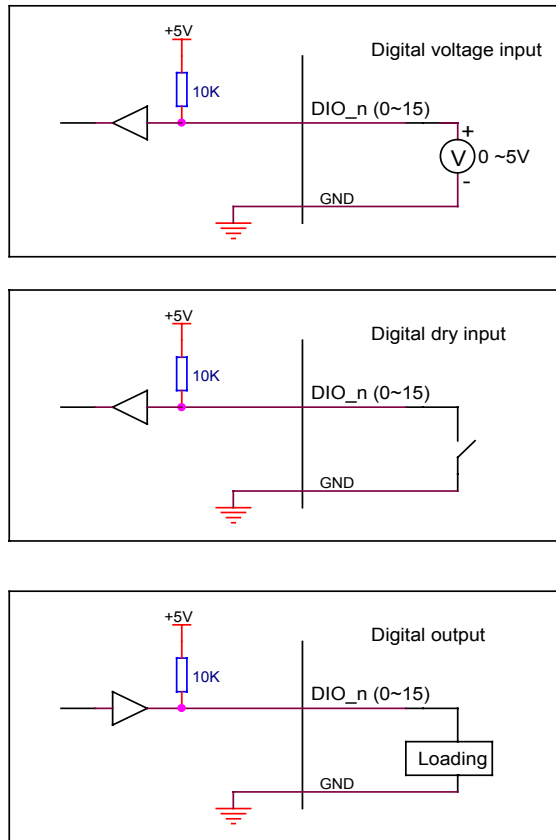 +5V
Digital voltage input
10K
DIO_n (0~15)
+
V
0 ~5V
-
GND
+5V
Digital dry input
10K
DIO_n (0~15)
GND
+5V
Digital output
10K
DIO_n (0~15)
Loading
GND